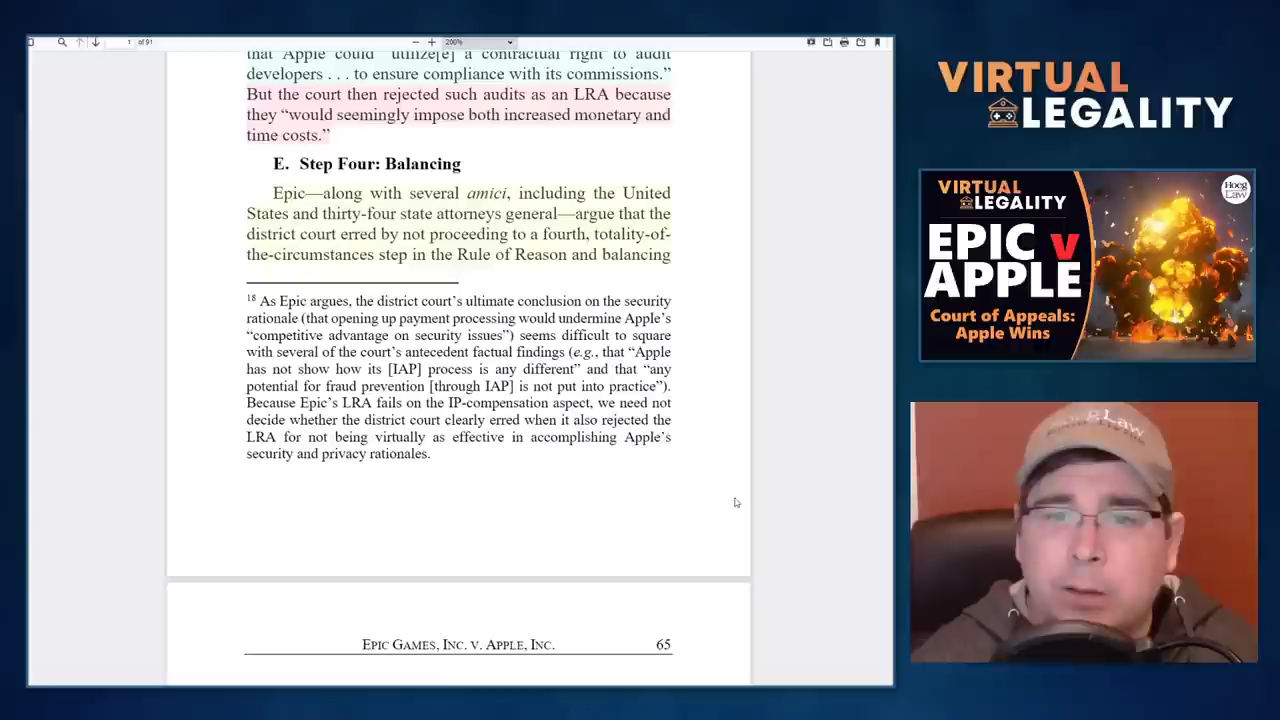 1 of 91
200%
that Apple could "utilize[e] a contractual right to audit
developers . . . to ensure compliance with its commissions."
But the court then rejected such audits as an LRA because
they "would seemingly impose both increased monetary and
time costs."
E. Step Four: Balancing
Epic—along with several amici, including the United
States and thirty-four state attorneys general—argue that the
district court erred by not proceeding to a fourth, totality-of-
the-circumstances step in the Rule of Reason and balancing
18 As Epic argues, the district court's ultimate conclusion on the security
rationale (that opening up payment processing would undermine Apple's
"competitive advantage on security issues") seems difficult to square
with several of the court's antecedent factual findings (e.g., that "Apple
has not show how its [IAP] process is any different" and that "any
potential for fraud prevention [through IAP] is not put into practice").
Because Epic's LRA fails on the IP-compensation aspect, we need not
decide whether the district court clearly erred when it also rejected the
LRA for not being virtually as effective in accomplishing Apple's
security and privacy rationales.
EPIC GAMES, INC. V. APPLE, INC. 65
VIRTUAL
LEGALITY
VIRTUAL
LEGALITY
Hoeg
Law
EPIC v
APPLE
Court of Appeals:
Apple Wins
Law